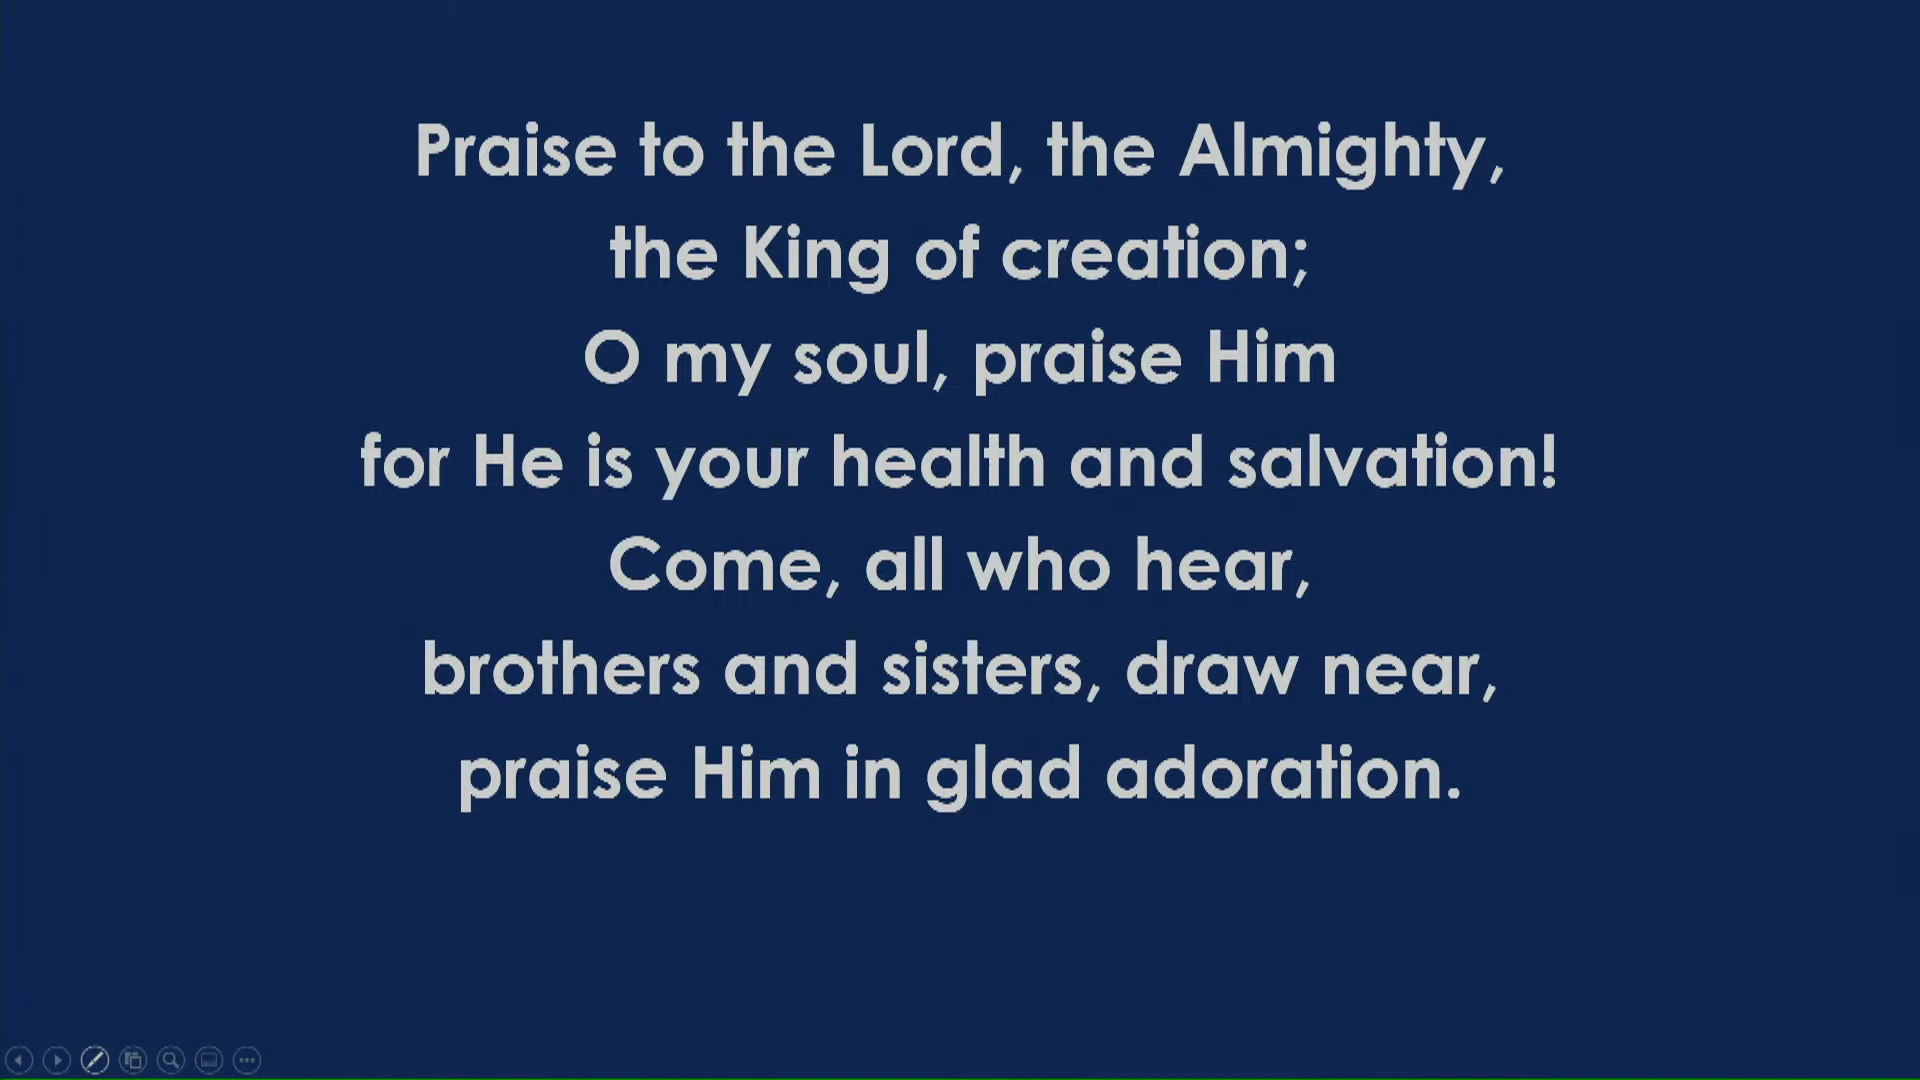 Praise to the Lord, the Almighty,
the King of creation;
O my soul, praise Him
for He is your health and salvation!
Come, all who hear,
brothers and sisters, draw near,
praise Him in glad adoration.